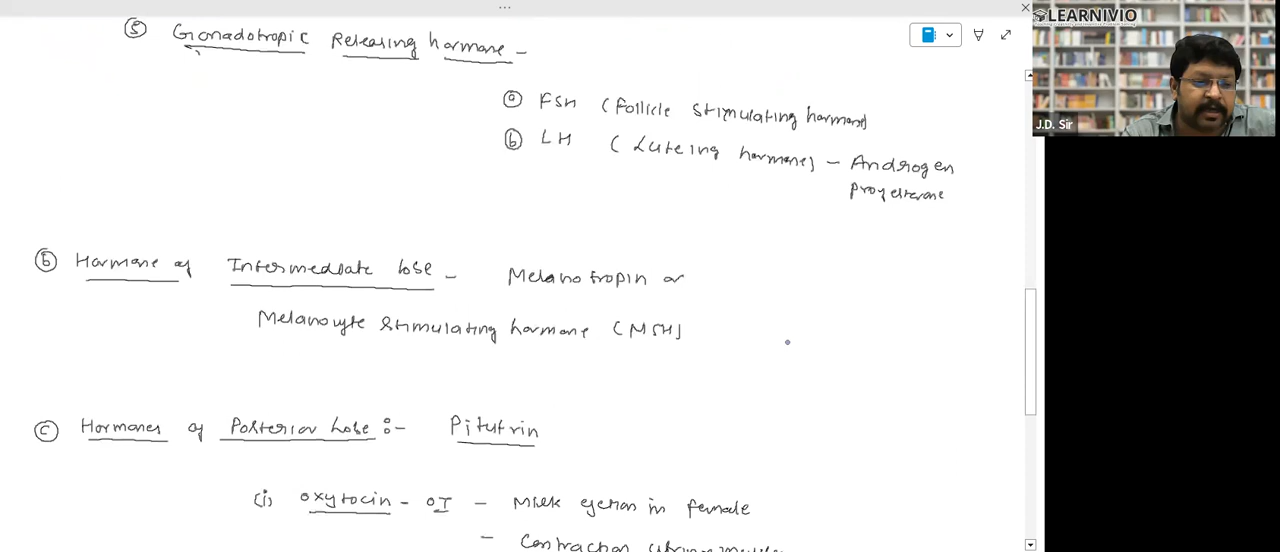 LEARNIVIO
J.D. Sir
⑤ Gonadotropic Releasing hormone -
ⓐ FSH (Follicle Stimulating hormone)
ⓑ LH (Luteing hormone) - Androgen
Progesterone
ⓑ Hormone of Intermediate lobe - Melanotropin or
Melanocyte Stimulating hormone (MSH)
ⓒ Hormones of Posterior Lobe :- Pitutrin
(i) Oxytocin - OT - Milk ejection in female
- Contraction